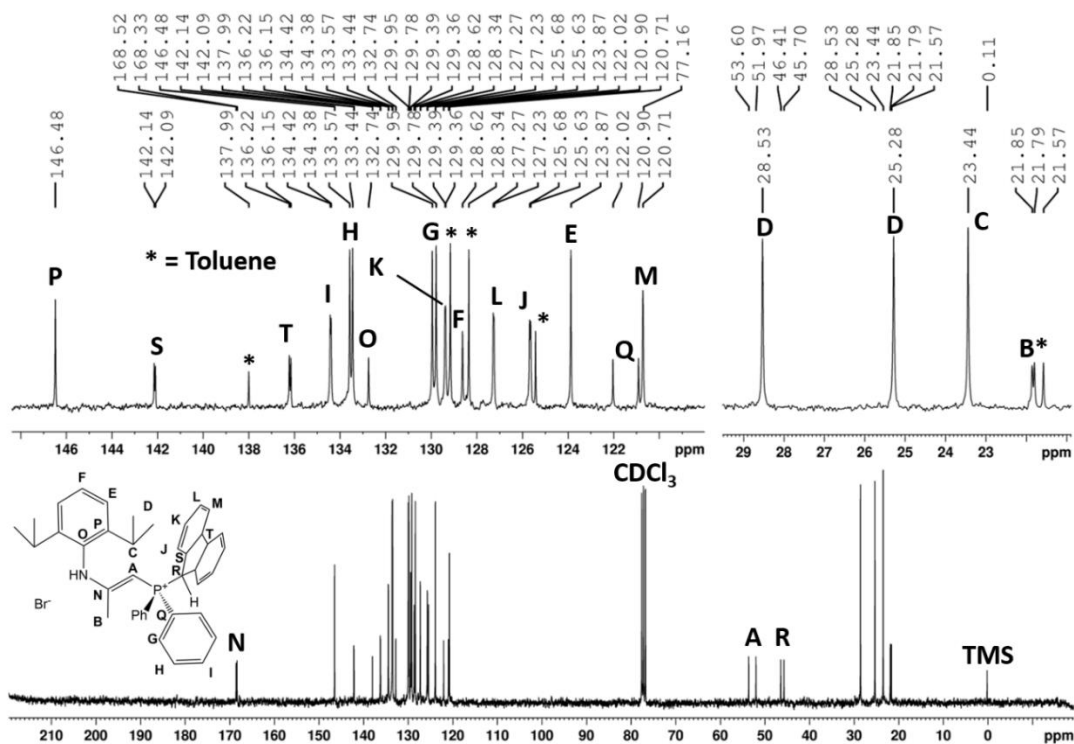 168.52
168.33
146.48
142.14
142.09
137.99
136.22
136.15
134.42
134.38
133.57
133.44
132.74
129.95
129.78
129.39
129.36
128.62
128.34
127.27
127.23
125.68
125.63
123.87
122.02
120.90
120.71
77.16
53.60
51.97
46.41
45.70
28.53
25.28
23.44
21.85
21.79
21.57
0.11
146.48
142.14
142.09
137.99
136.22
136.15
134.42
134.38
133.57
133.44
132.74
129.95
129.78
129.39
129.36
128.62
128.34
127.27
127.23
125.68
125.63
123.87
122.02
120.90
120.71
28.53
25.28
23.44
21.85
21.79
21.57
P S * T I H O K G * * F L J * E Q M
* = Toluene
D D C B *
146 144 142 140 138 136 134 132 130 128 126 124 122 ppm
29 28 27 26 25 24 23 ppm
F
E
D
L
M
K
P
T
O
J
C
S
HN
A
R
N
P+
H
Br-
B
Ph
Q
G
H
I
N
CDCl3
A R
TMS
210 200 190 180 170 160 150 140 130 120 110 100 90 80 70 60 50 40 30 20 10 0 ppm